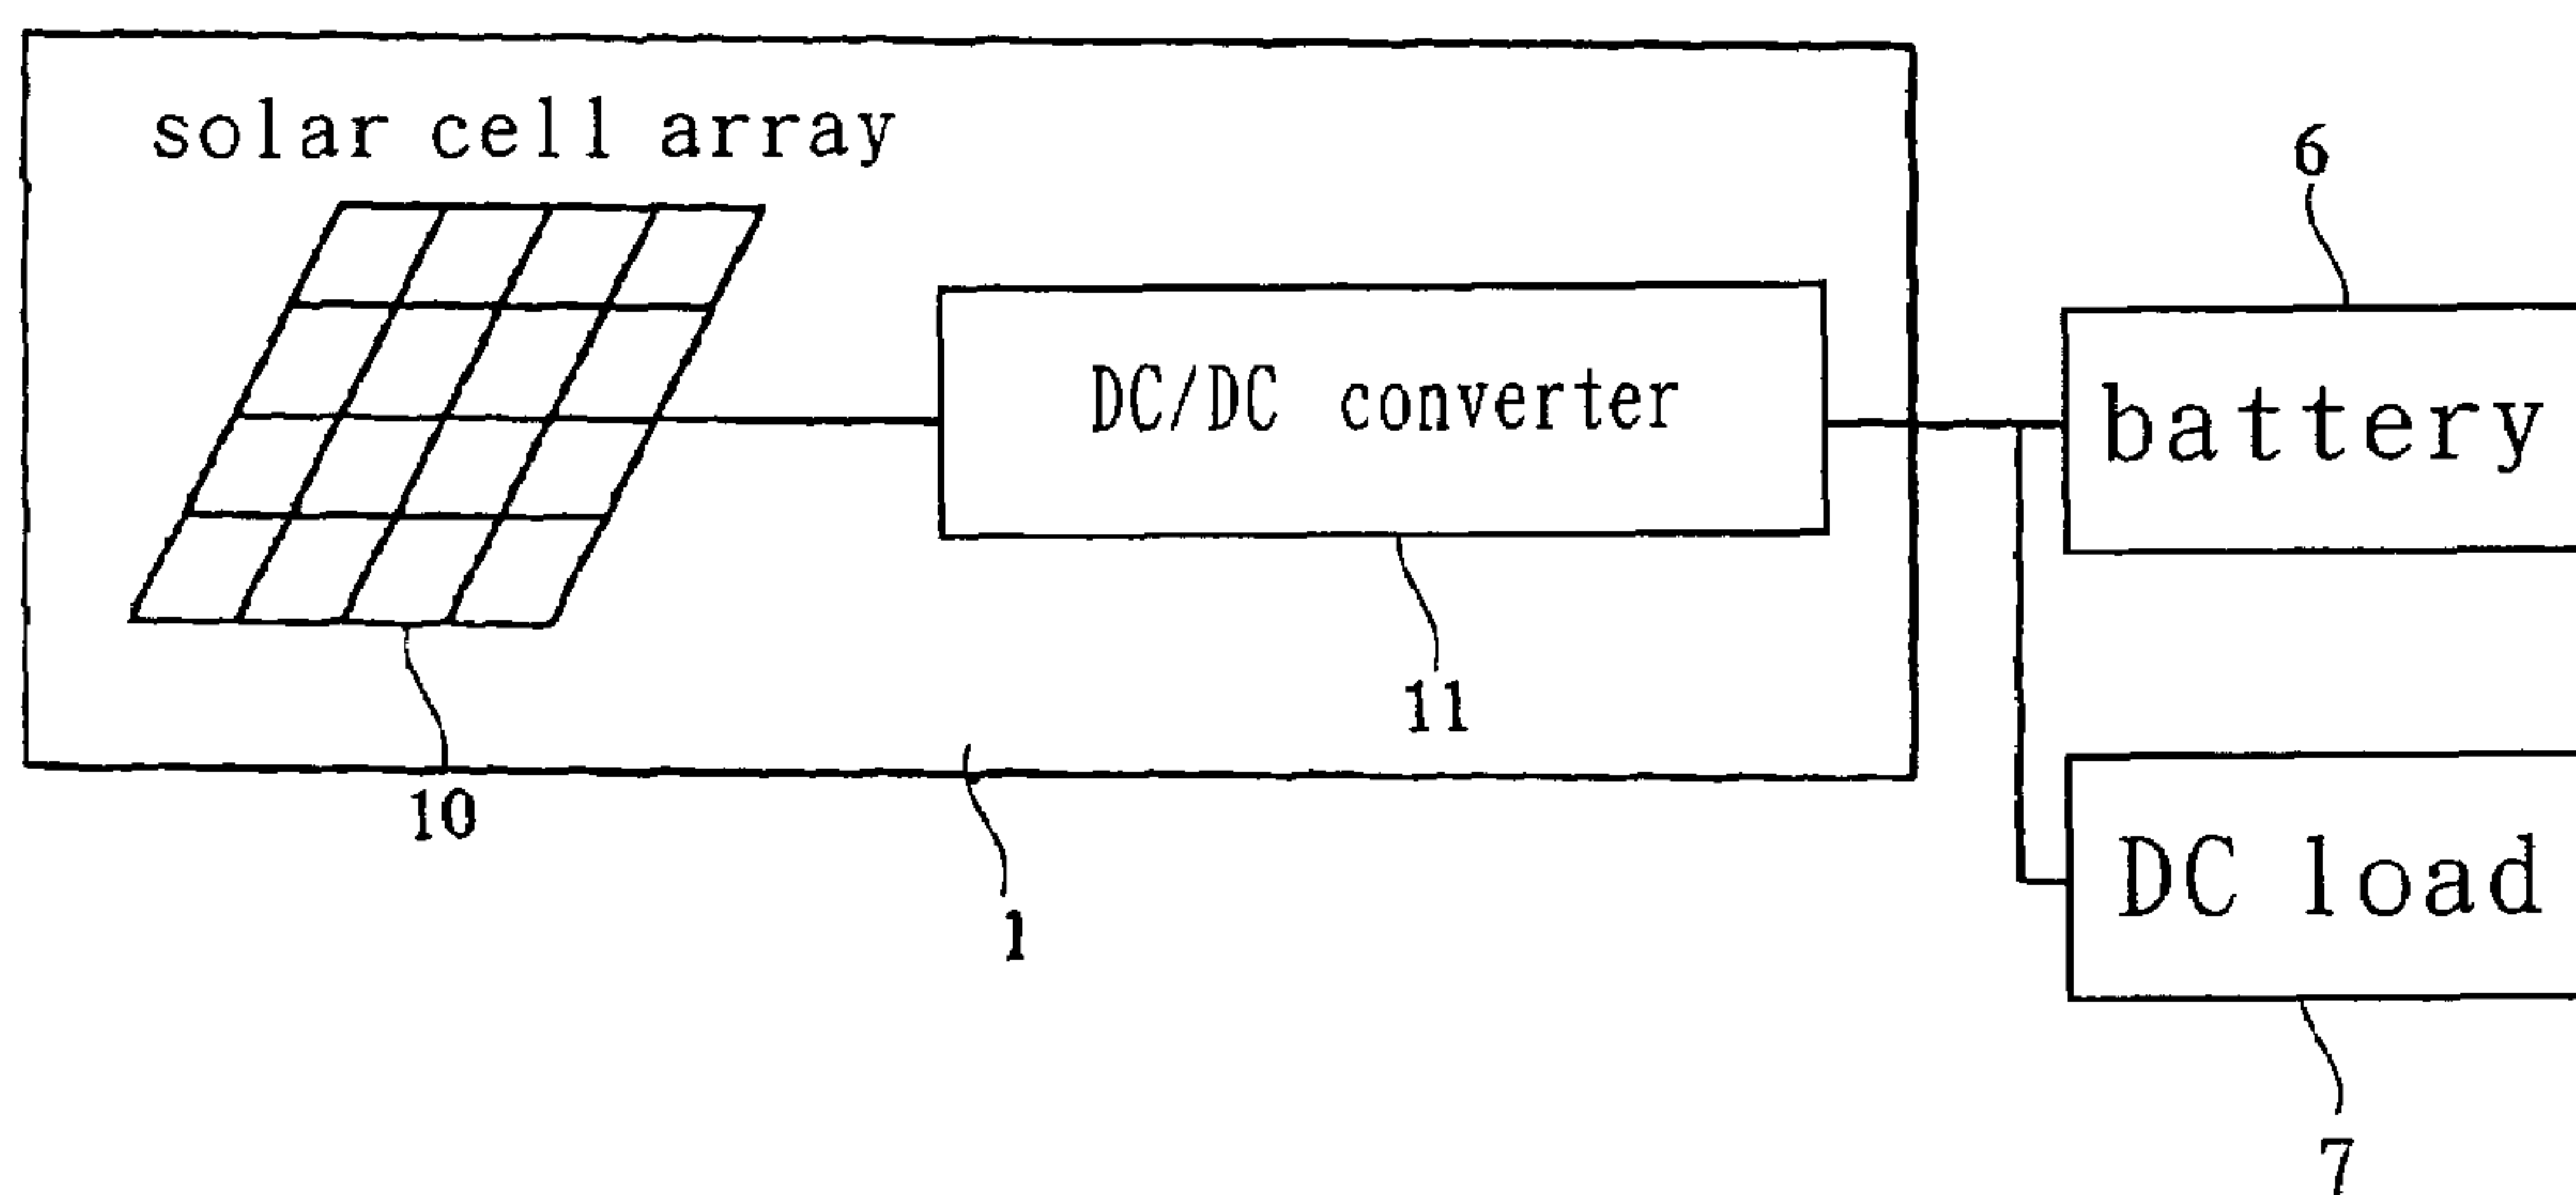 solar cell array
6
DC/DC converter
battery
11
10
DC load
1
7